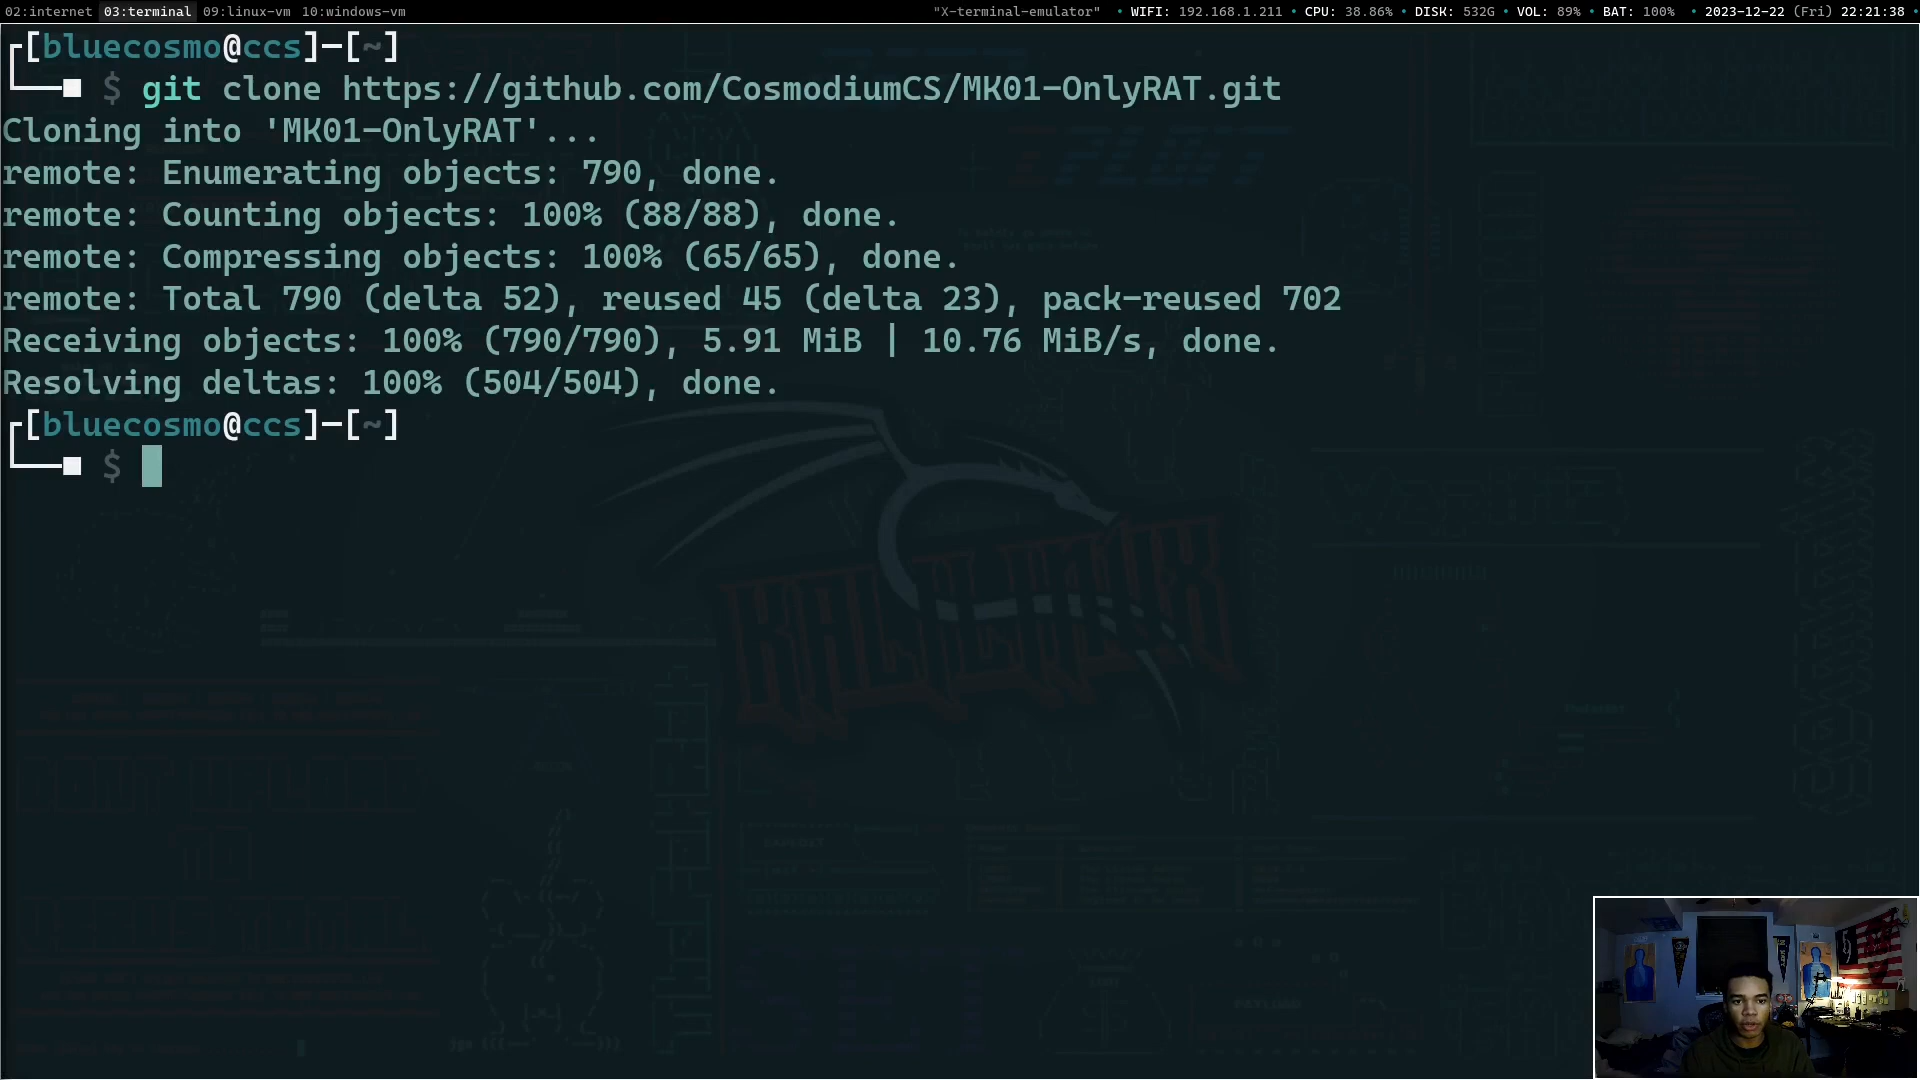 02:internet 03:terminal 09:linux-vm 10:windows-vm "X-terminal-emulator" • WIFI: 192.168.1.211 • CPU: 38.86% • DISK: 532G • VOL: 89% • BAT: 100% • 2023-12-22 (Fri) 22:21:38 •
[bluecosmo@ccs]-[~]
$ git clone https://github.com/CosmodiumCS/MK01-OnlyRAT.git
Cloning into 'MK01-OnlyRAT'...
remote: Enumerating objects: 790, done.
remote: Counting objects: 100% (88/88), done.
remote: Compressing objects: 100% (65/65), done.
remote: Total 790 (delta 52), reused 45 (delta 23), pack-reused 702
Receiving objects: 100% (790/790), 5.91 MiB | 10.76 MiB/s, done.
Resolving deltas: 100% (504/504), done.
[bluecosmo@ccs]-[~]
$
KALI LINUX
PAYLOAD